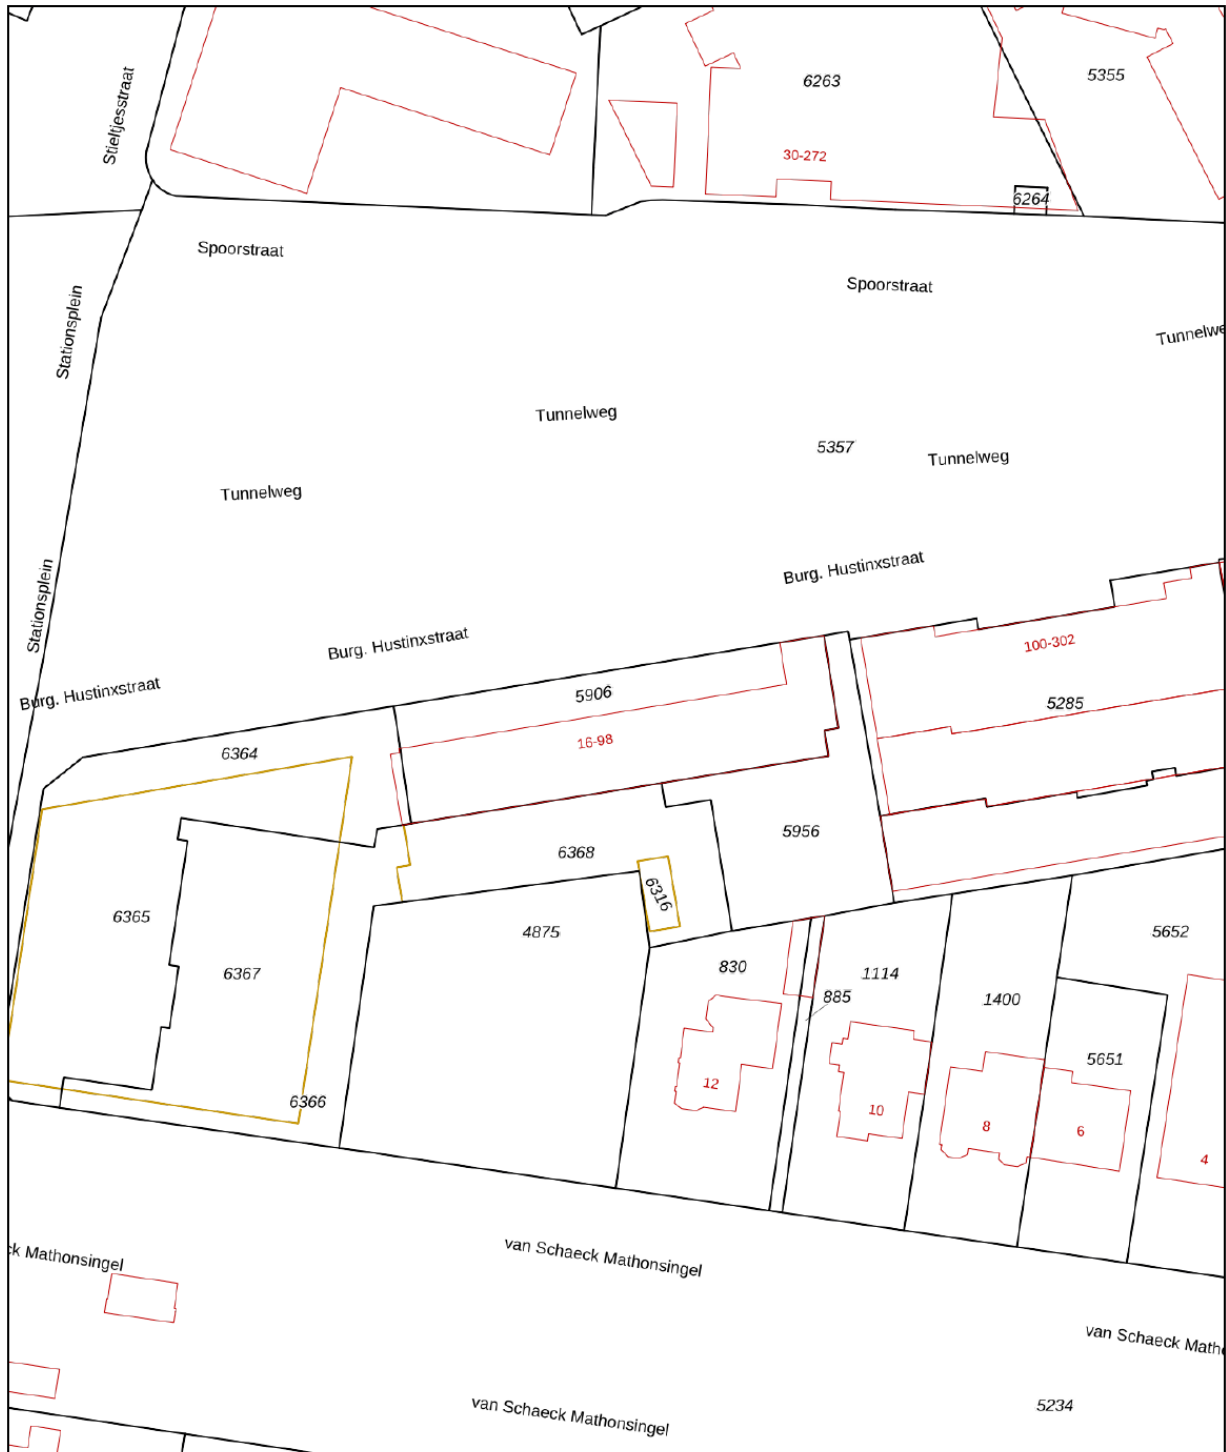 Stieltjesstraat
6263
5355
30-272
6264
Spoorstraat
Spoorstraat
Stationsplein
Tunnelwe
Tunnelweg
5357
Tunnelweg
Tunnelweg
Burg. Hustinxstraat
Stationsplein
Burg. Hustinxstraat
100-302
Burg. Hustinxstraat
5906
5285
16-98
6364
5956
6368
6316
6365
4875
5652
830
1114
6367
885
1400
5651
12
6366
10
8
6
4
ck Mathonsingel
van Schaeck Mathonsingel
van Schaeck Mathe
van Schaeck Mathonsingel
5234